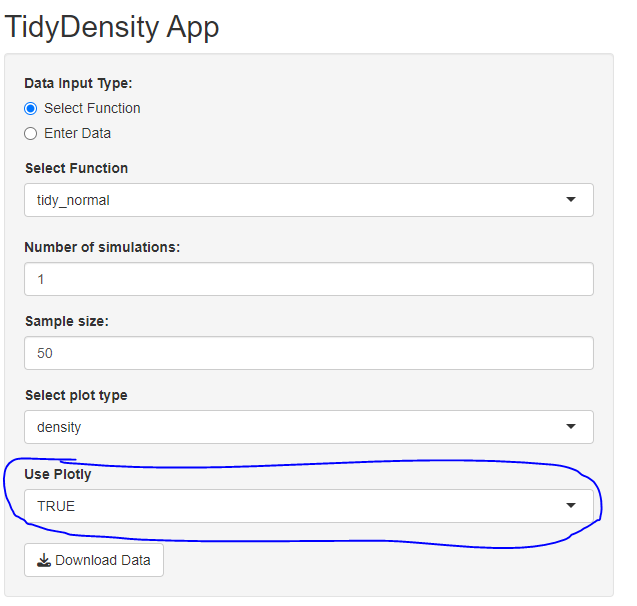 TidyDensity App
Data Input Type:
Select Function
Enter Data
Select Function
tidy_normal
Number of simulations:
1
Sample size:
50
Select plot type
density
Use Plotly
TRUE
Download Data